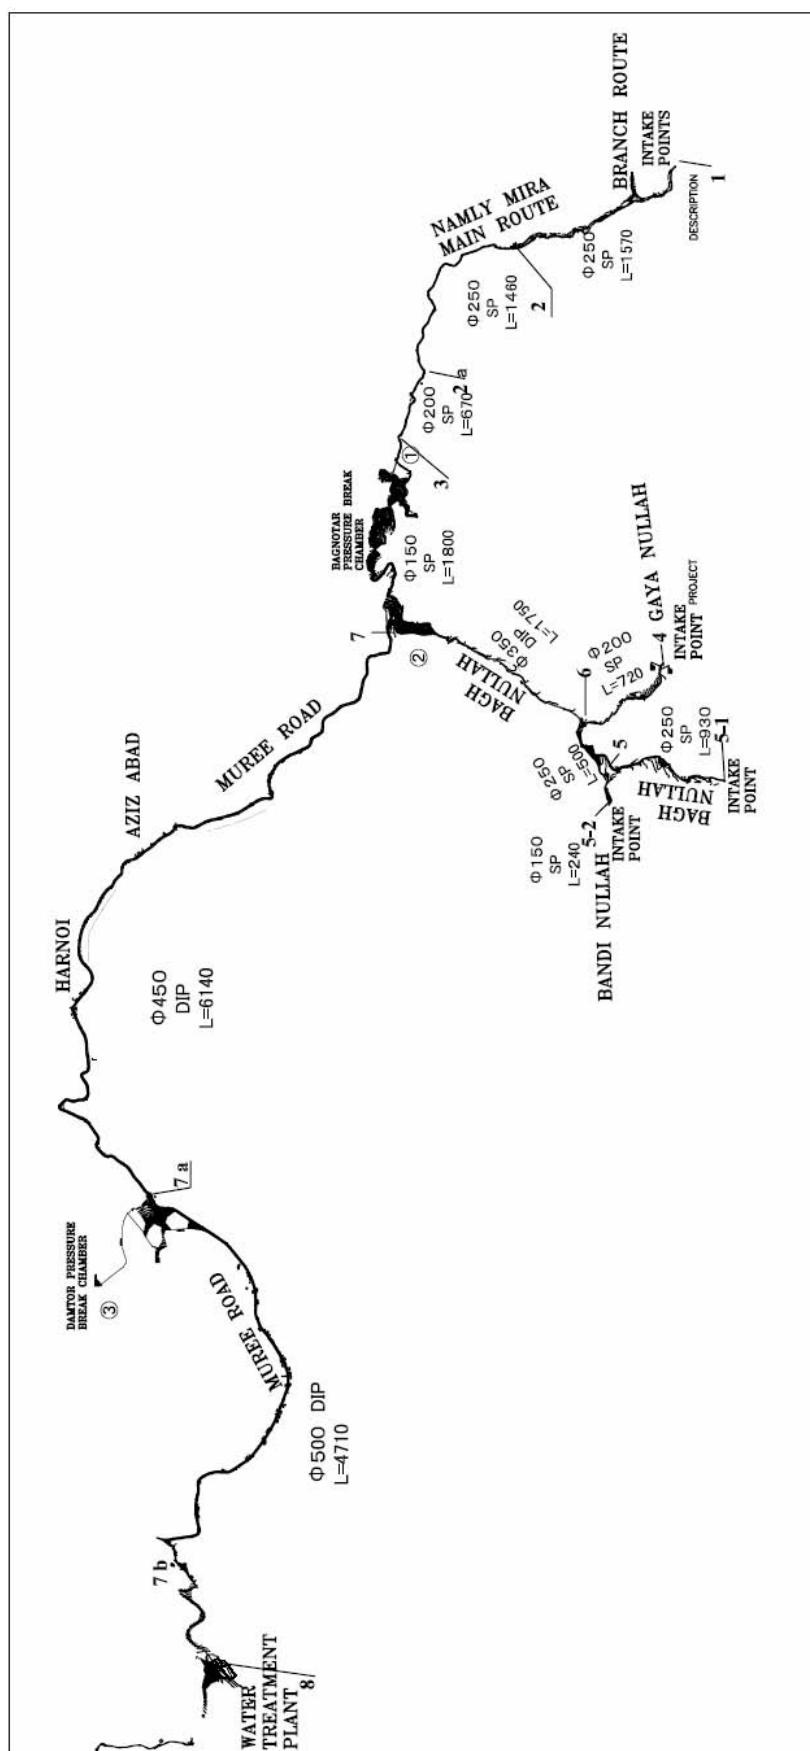 BRANCH ROUTE
INTAKE
POINTS
1
DESCRIPTION
NAMLY MIRA
MAIN ROUTE
Φ250
SP
L=1570
2
Φ250
SP
L=1460
2a
Φ200
SP
L=670
①
3
BAGNOTAR
PRESSURE BREAK
CHAMBER
Φ150
SP
L=1800
7
②
Φ350
DIP
L=1750
BAGH
NULLAH
6
Φ200
SP
L=720
4 GAYA NULLAH
INTAKE
POINT PROJECT
5
Φ250
SP
L=930
5-1
BAGH
NULLAH
INTAKE
POINT
Φ250
SP
L=500
5-2
Φ150
SP
L=240
BANDI NULLAH
INTAKE
POINT
MUREE ROAD
AZIZ ABAD
HARNOI
Φ450
DIP
L=6140
7a
DAMTOR PRESSURE
BREAK CHAMBER
③
MUREE ROAD
Φ500 DIP
L=4710
7b
WATER
TREATMENT
PLANT
8